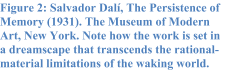 Figure 2: Salvador Dalí, The Persistence of
Memory (1931). The Museum of Modern
Art, New York. Note how the work is set in
a dreamscape that transcends the rational-
material limitations of the waking world.